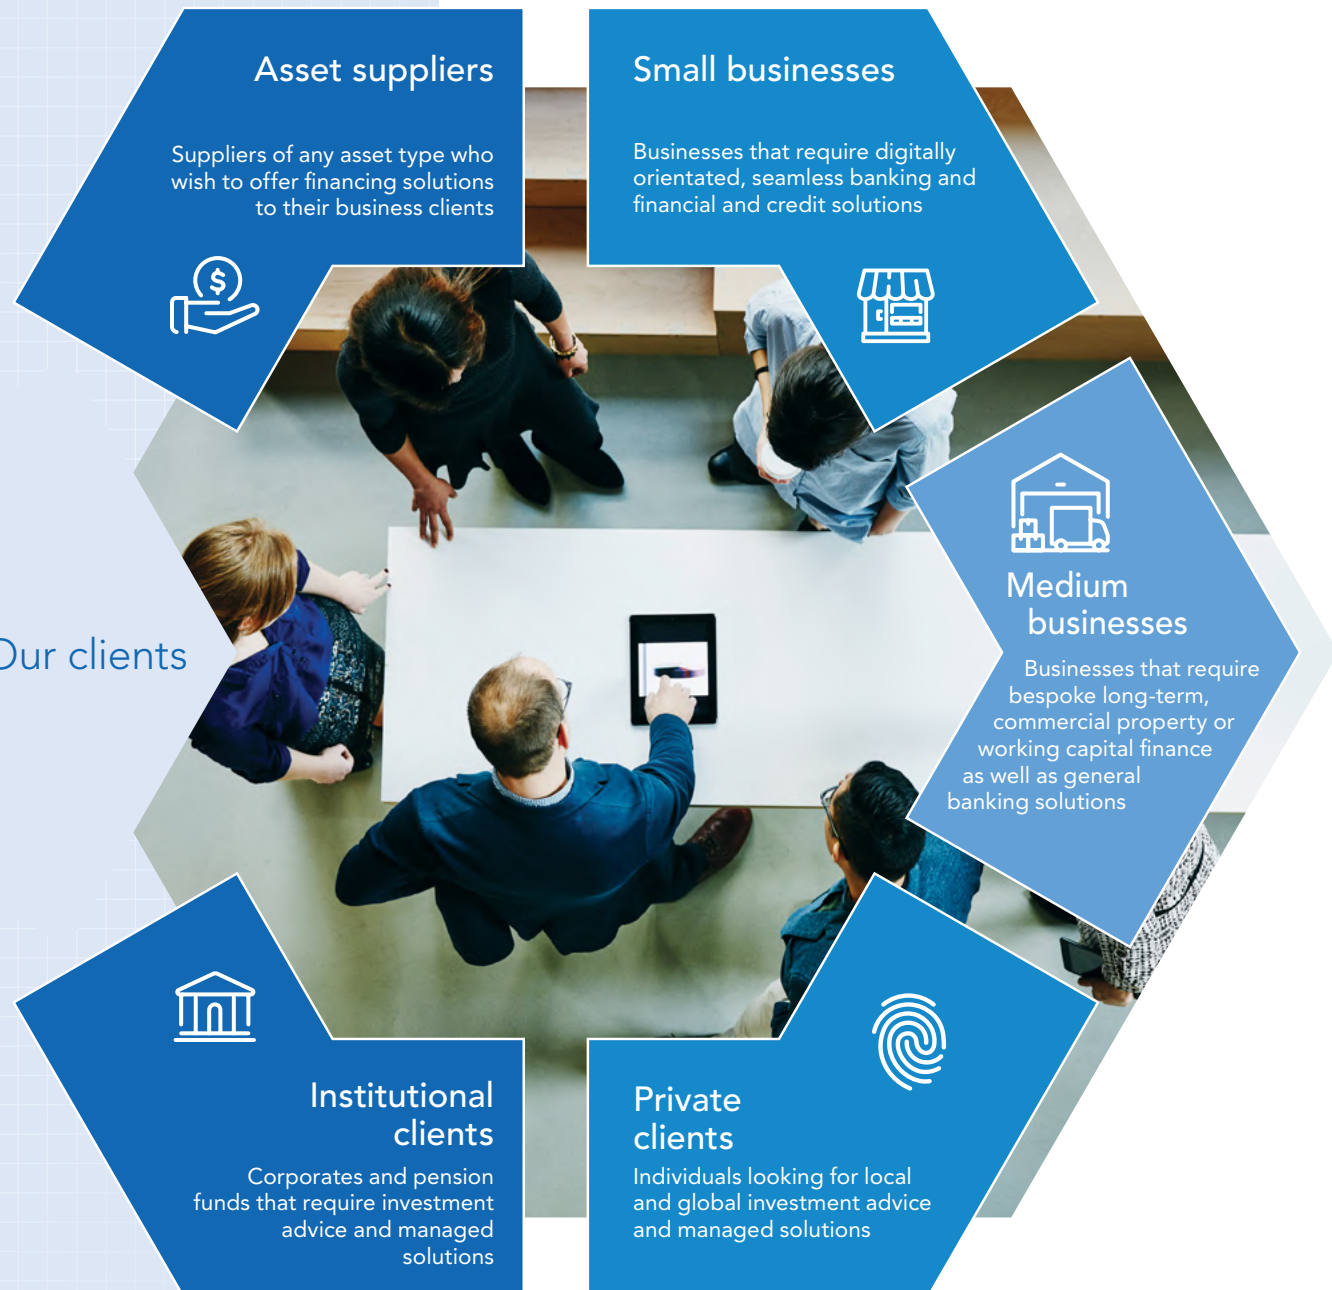 Asset suppliers
Suppliers of any asset type who
wish to offer financing solutions
to their business clients
Small businesses
Businesses that require digitally
orientated, seamless banking and
financial and credit solutions
Medium
businesses
Businesses that require
bespoke long-term,
commercial property or
working capital finance
as well as general
banking solutions
Our clients
Institutional
clients
Corporates and pension
funds that require investment
advice and managed
solutions
Private
clients
Individuals looking for local
and global investment advice
and managed solutions